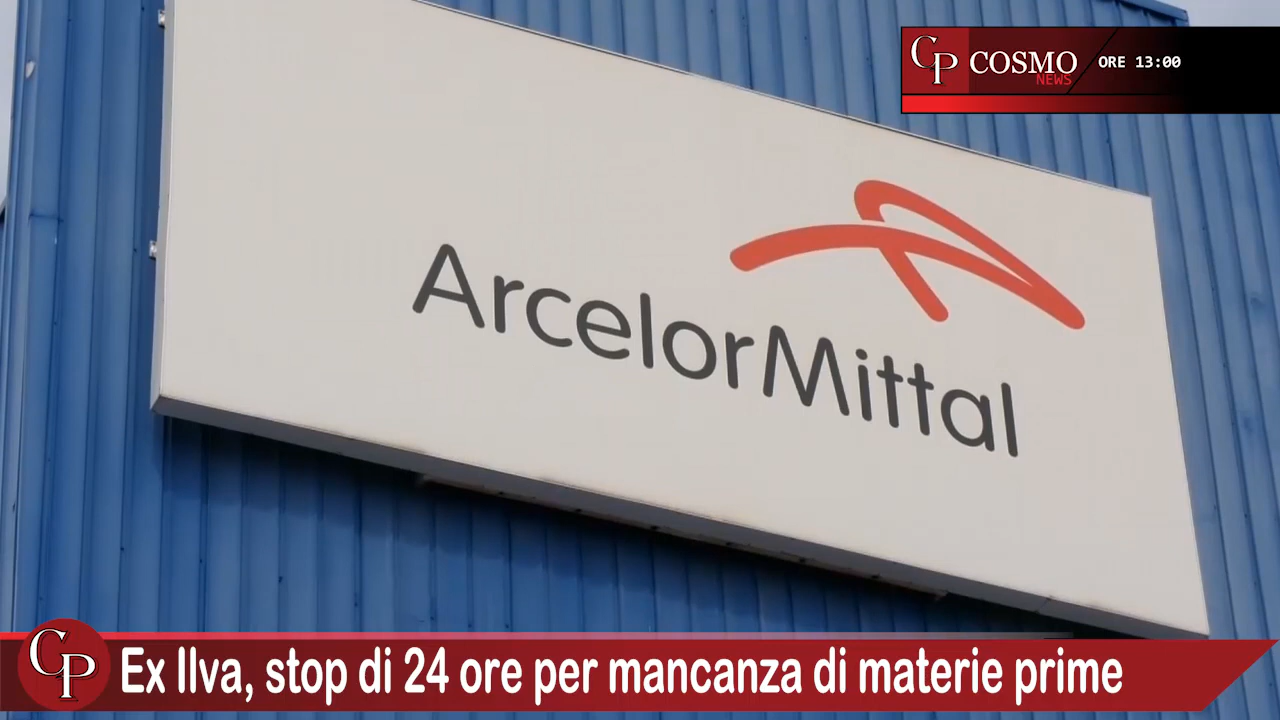 CP COSMO NEWS ORE 13:00
ArcelorMittal
CP Ex Ilva, stop di 24 ore per mancanza di materie prime